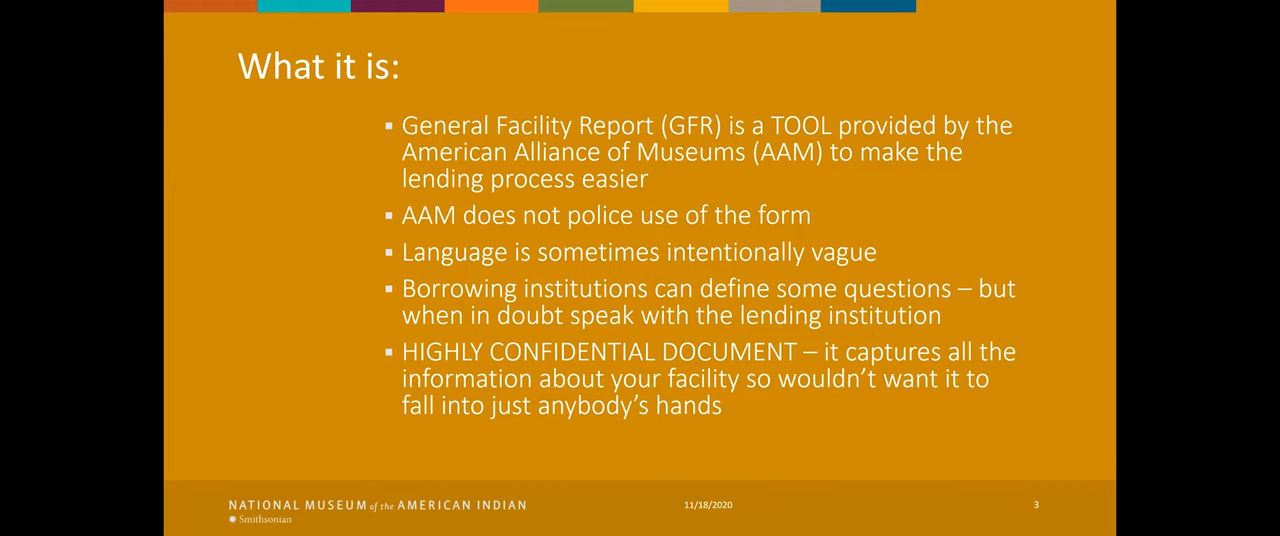 What it is:
▪ General Facility Report (GFR) is a TOOL provided by the
American Alliance of Museums (AAM) to make the
lending process easier
▪ AAM does not police use of the form
▪ Language is sometimes intentionally vague
▪ Borrowing institutions can define some questions – but
when in doubt speak with the lending institution
▪ HIGHLY CONFIDENTIAL DOCUMENT – it captures all the
information about your facility so wouldn’t want it to
fall into just anybody’s hands
NATIONAL MUSEUM of the AMERICAN INDIAN
Smithsonian
11/18/2020
3